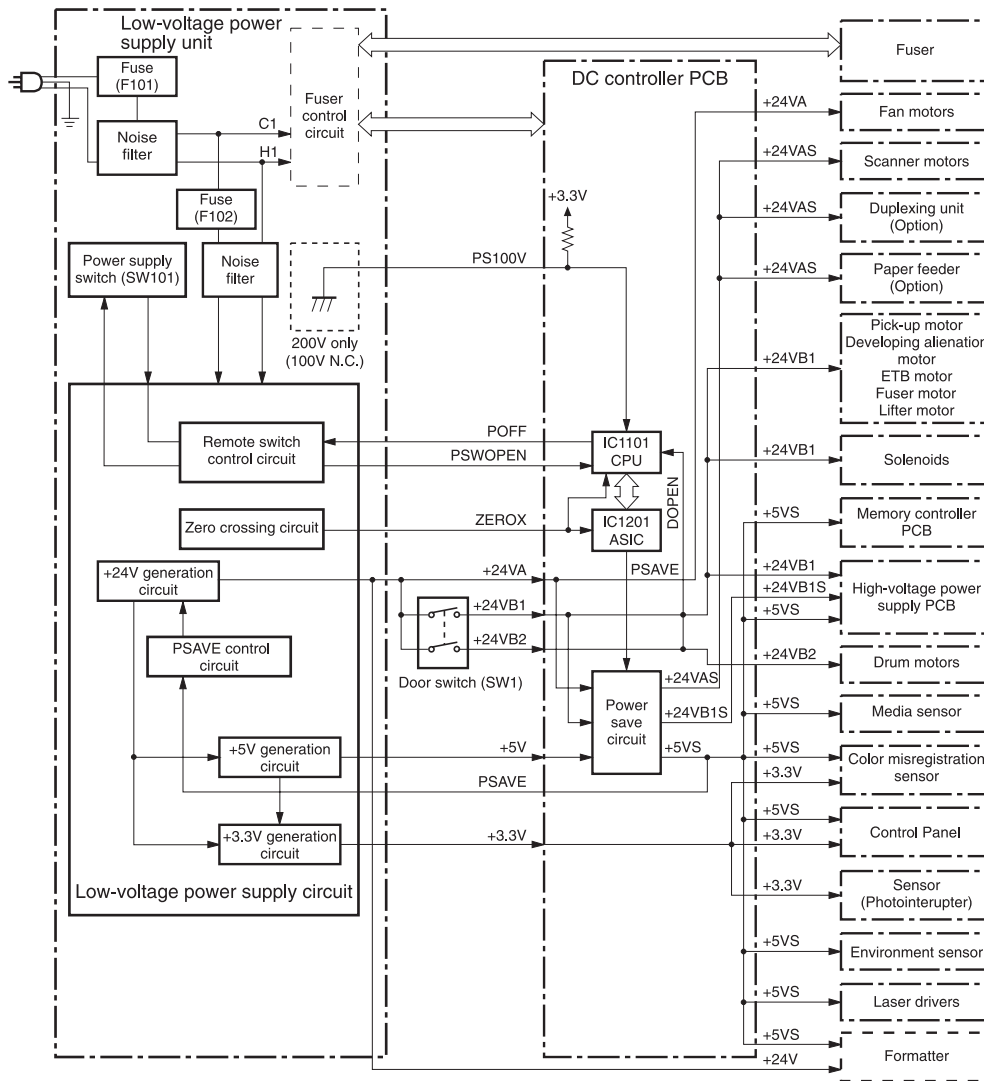 Low-voltage power
supply unit
Fuse
(F101)
Noise
filter
C1
H1
Fuser
control
circuit
Fuse
(F102)
Power supply
switch (SW101)
Noise
filter
200V only
(100V N.C.)
Remote switch
control circuit
Zero crossing circuit
+24V generation
circuit
PSAVE control
circuit
+5V generation
circuit
+3.3V generation
circuit
Low-voltage power supply circuit
PS100V
POFF
PSWOPEN
ZEROX
+24VA
+24VB1
+24VB2
Door switch (SW1)
+5V
PSAVE
+3.3V
DC controller PCB
+3.3V
IC1101
CPU
IC1201
ASIC
DOPEN
PSAVE
Power
save
circuit
+24VAS
+24VB1S
+5VS
Fuser
+24VA
Fan motors
+24VAS
Scanner motors
+24VAS
Duplexing unit
(Option)
+24VAS
Paper feeder
(Option)
+24VB1
Pick-up motor
Developing alienation
motor
ETB motor
Fuser motor
Lifter motor
+24VB1
Solenoids
+5VS
Memory controller
PCB
+24VB1
+24VB1S
+5VS
High-voltage power
supply PCB
+24VB2
Drum motors
+5VS
Media sensor
+5VS
+3.3V
Color misregistration
sensor
+5VS
+3.3V
Control Panel
+3.3V
Sensor
(Photointerupter)
+5VS
Environment sensor
+5VS
Laser drivers
+5VS
+24V
Formatter